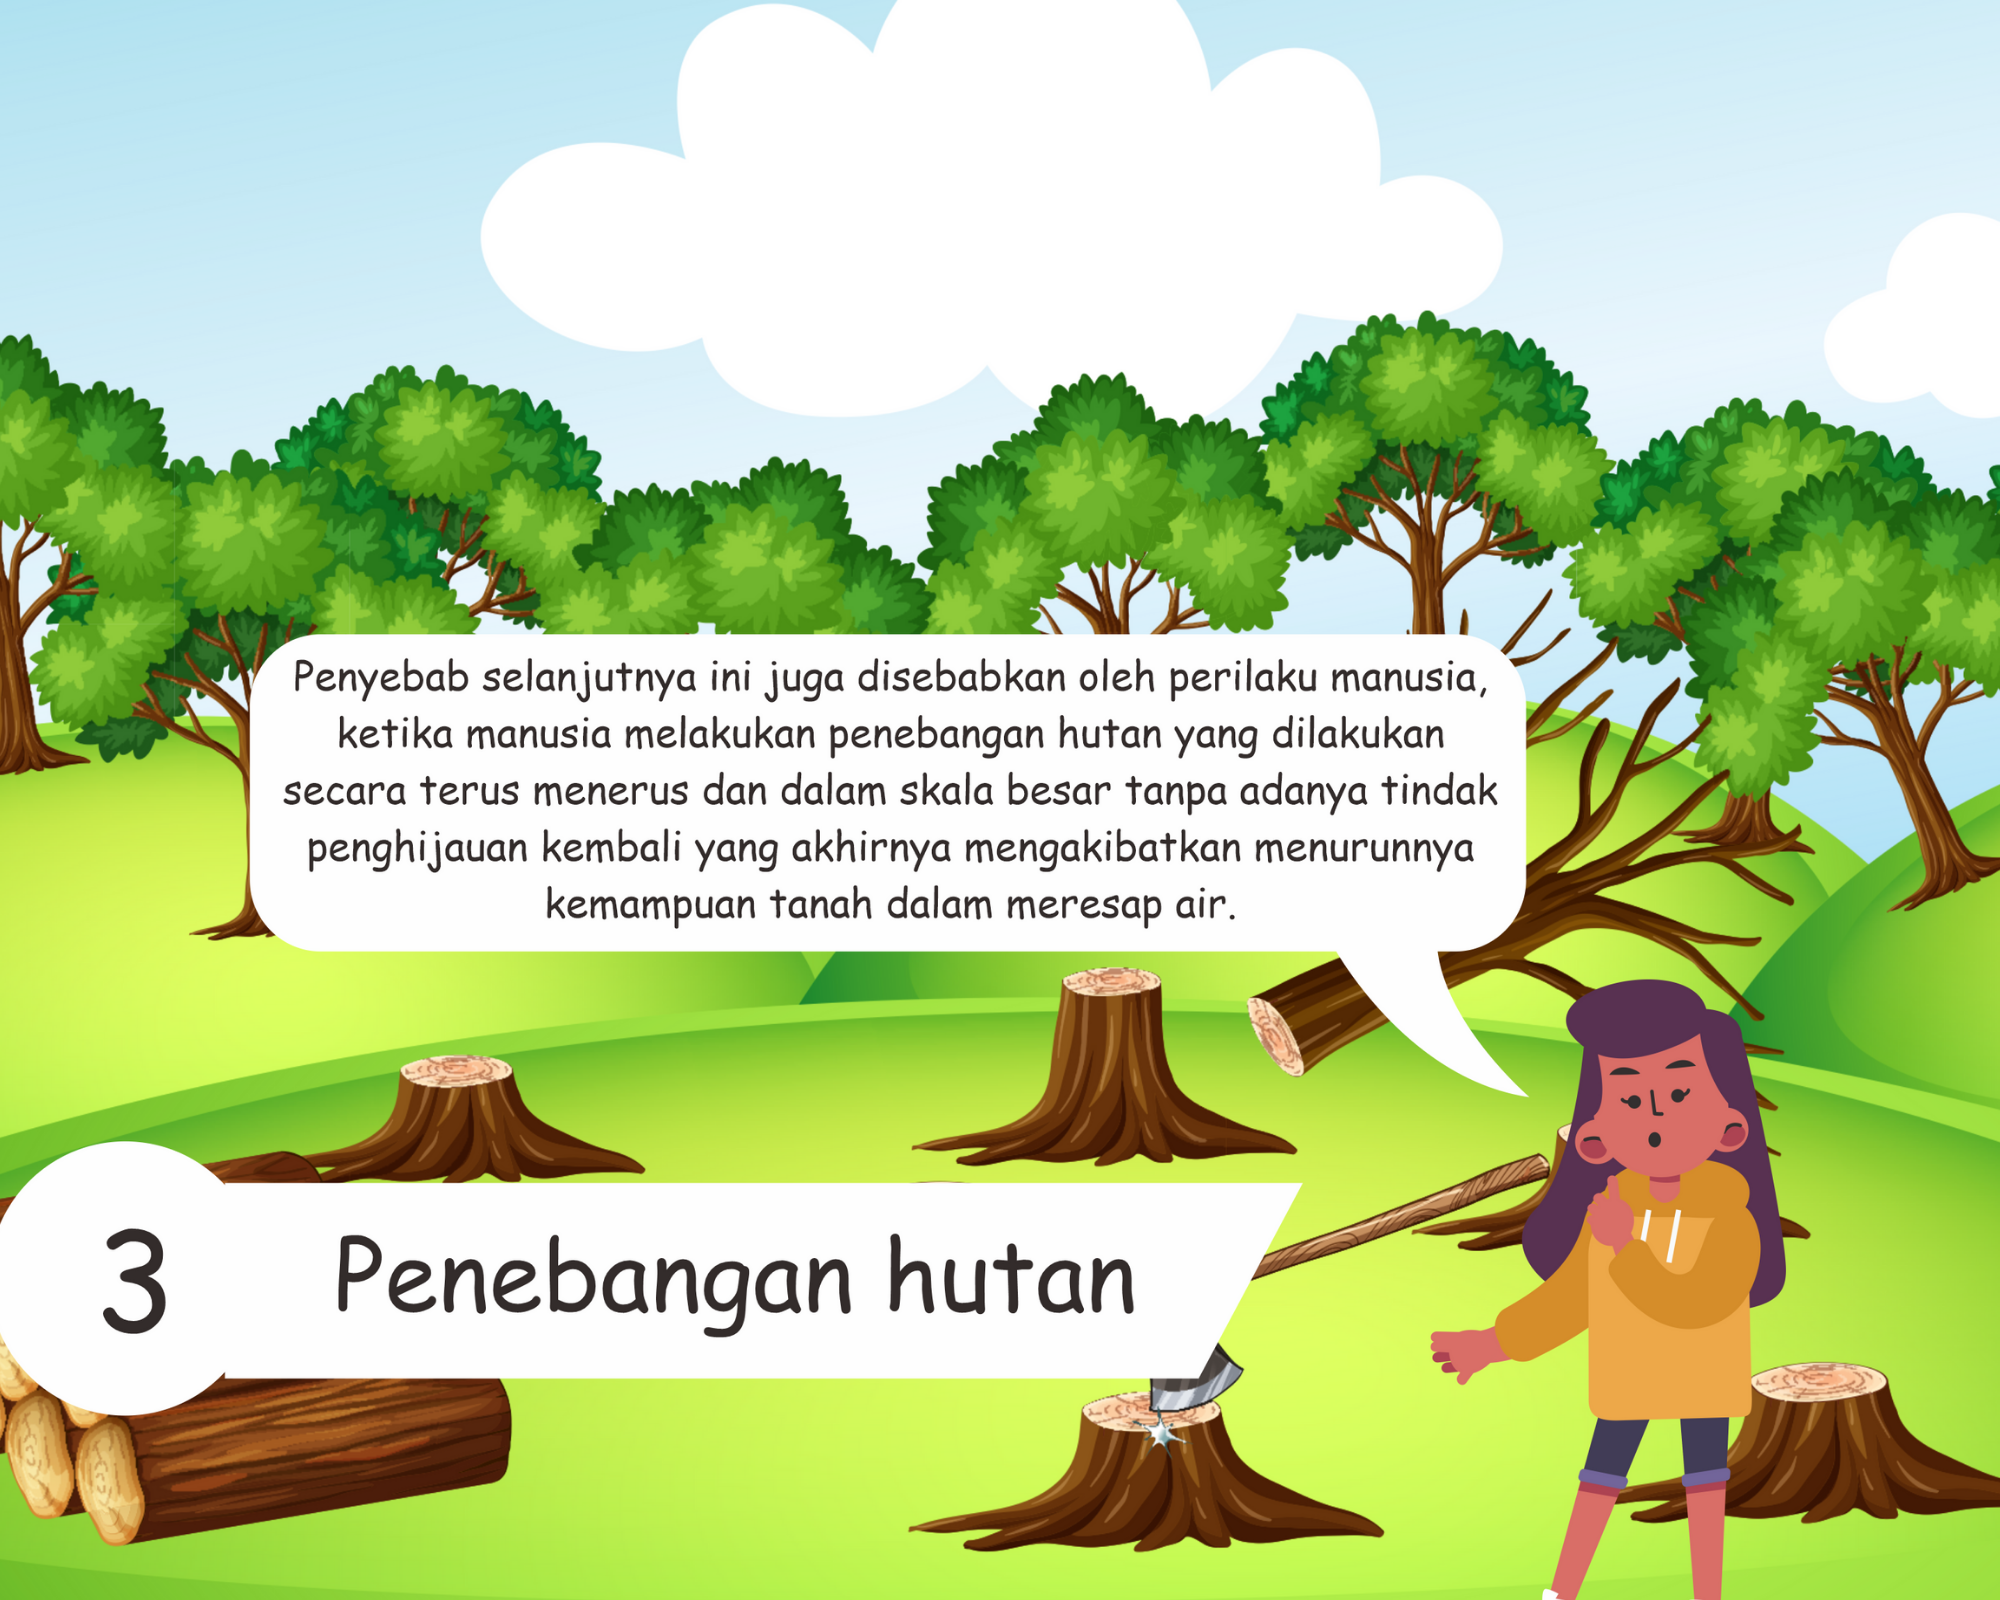 Penyebab selanjutnya ini juga disebabkan oleh perilaku manusia,
ketika manusia melakukan penebangan hutan yang dilakukan
secara terus menerus dan dalam skala besar tanpa adanya tindak
penghijauan kembali yang akhirnya mengakibatkan menurunnya
kemampuan tanah dalam meresap air.
3 Penebangan hutan